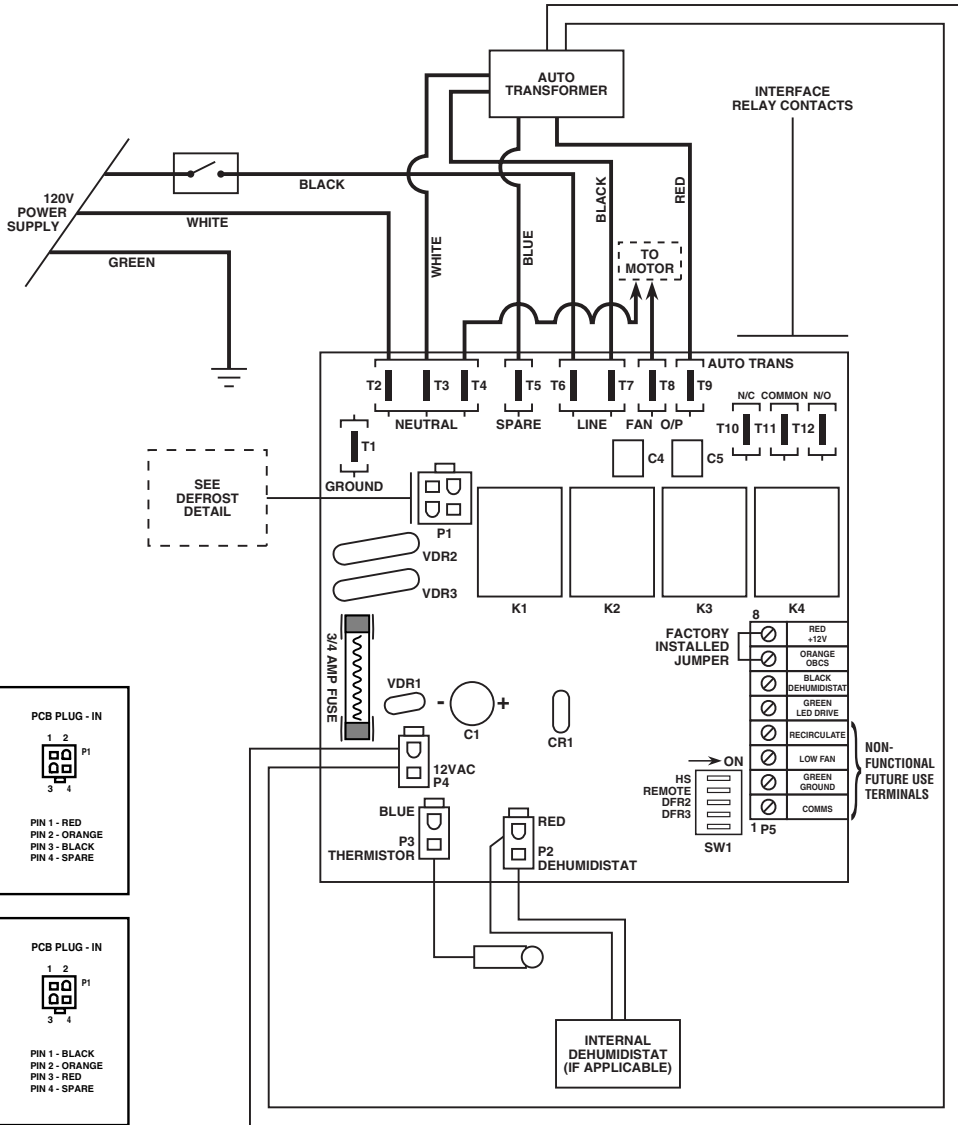 AUTO
TRANSFORMER
INTERFACE
RELAY CONTACTS
120V
POWER
SUPPLY
BLACK
WHITE
GREEN
WHITE
BLUE
BLACK
RED
TO
MOTOR
AUTO TRANS
T2
T3
T4
T5
T6
T7
T8
T9
NEUTRAL
SPARE
LINE
FAN O/P
N/C COMMON N/O
T10
T11
T12
T1
GROUND
C4
C5
SEE
DEFROST
DETAIL
P1
VDR2
VDR3
K1
K2
K3
K4
3/4 AMP FUSE
VDR1
-
+
C1
CR1
FACTORY
INSTALLED
JUMPER
8
RED
+12V
ORANGE
OBCS
BLACK
DEHUMIDISTAT
GREEN
LED DRIVE
RECIRCULATE
LOW FAN
GREEN
GROUND
COMMS
1 P5
NON-
FUNCTIONAL
FUTURE USE
TERMINALS
ON
HS
REMOTE
DFR2
DFR3
SW1
12VAC
P4
BLUE
P3
THERMISTOR
RED
P2
DEHUMIDISTAT
INTERNAL
DEHUMIDISTAT
(IF APPLICABLE)
PCB PLUG - IN
1 2
P1
3 4
PIN 1 - RED
PIN 2 - ORANGE
PIN 3 - BLACK
PIN 4 - SPARE
PCB PLUG - IN
1 2
P1
3 4
PIN 1 - BLACK
PIN 2 - ORANGE
PIN 3 - RED
PIN 4 - SPARE